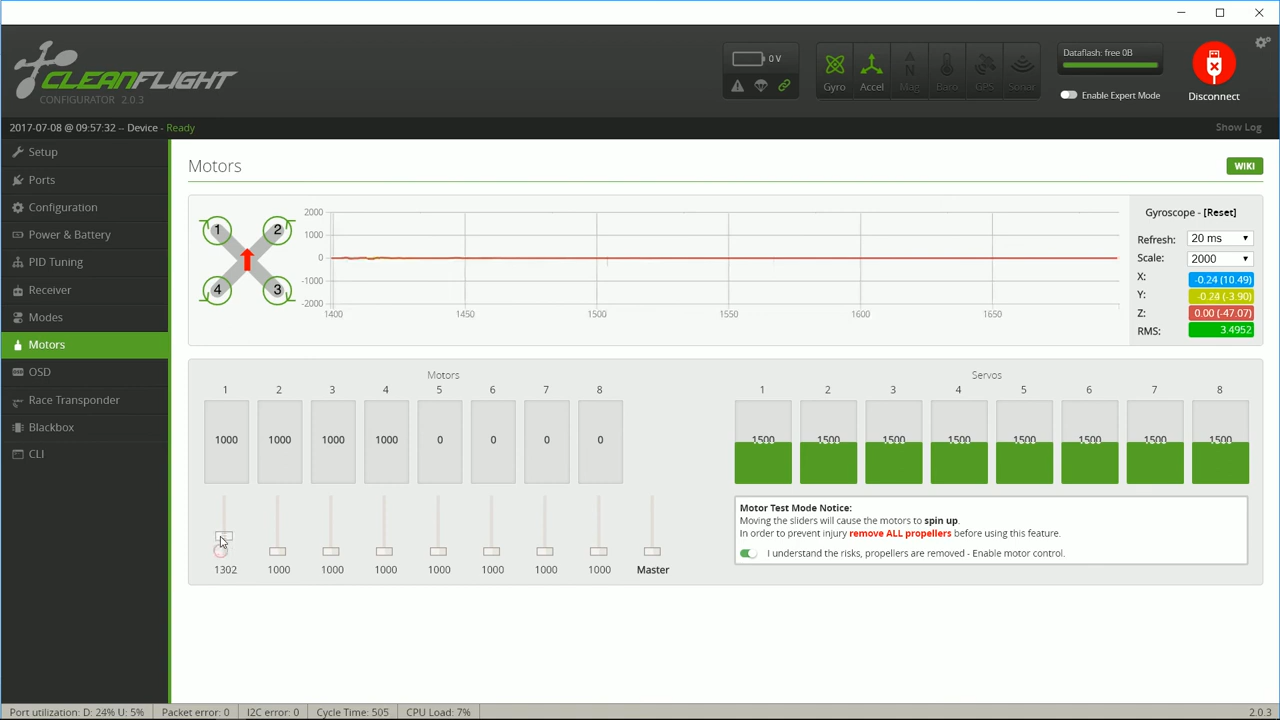 CLEANFLIGHT
CONFIGURATOR 2.0.3
0 V
Gyro
Accel
Mag
Baro
GPS
Sonar
Dataflash: free 0B
Enable Expert Mode
Disconnect
2017-07-08 @ 09:57:32 -- Device - Ready
Show Log
Setup
Ports
Configuration
Power & Battery
PID Tuning
Receiver
Modes
Motors
OSD
Race Transponder
Blackbox
CLI
Motors
WIKI
1
2
4
3
2000
1000
0
-1000
-2000
1400 1450 1500 1550 1600 1650
Gyroscope - [Reset]
Refresh: 20 ms
Scale: 2000
X: -0.24 (10.49)
Y: -0.24 (-3.90)
Z: 0.00 (-47.07)
RMS: 3.4952
Motors
1 2 3 4 5 6 7 8
1000 1000 1000 1000 0 0 0 0
1302 1000 1000 1000 1000 1000 1000 1000 Master
Servos
1 2 3 4 5 6 7 8
1500 1500 1500 1500 1500 1500 1500 1500
Motor Test Mode Notice:
Moving the sliders will cause the motors to spin up.
In order to prevent injury remove ALL propellers before using this feature.
I understand the risks, propellers are removed - Enable motor control.
Port utilization: D: 24% U: 5% Packet error: 0 I2C error: 0 Cycle Time: 505 CPU Load: 7% 2.0.3